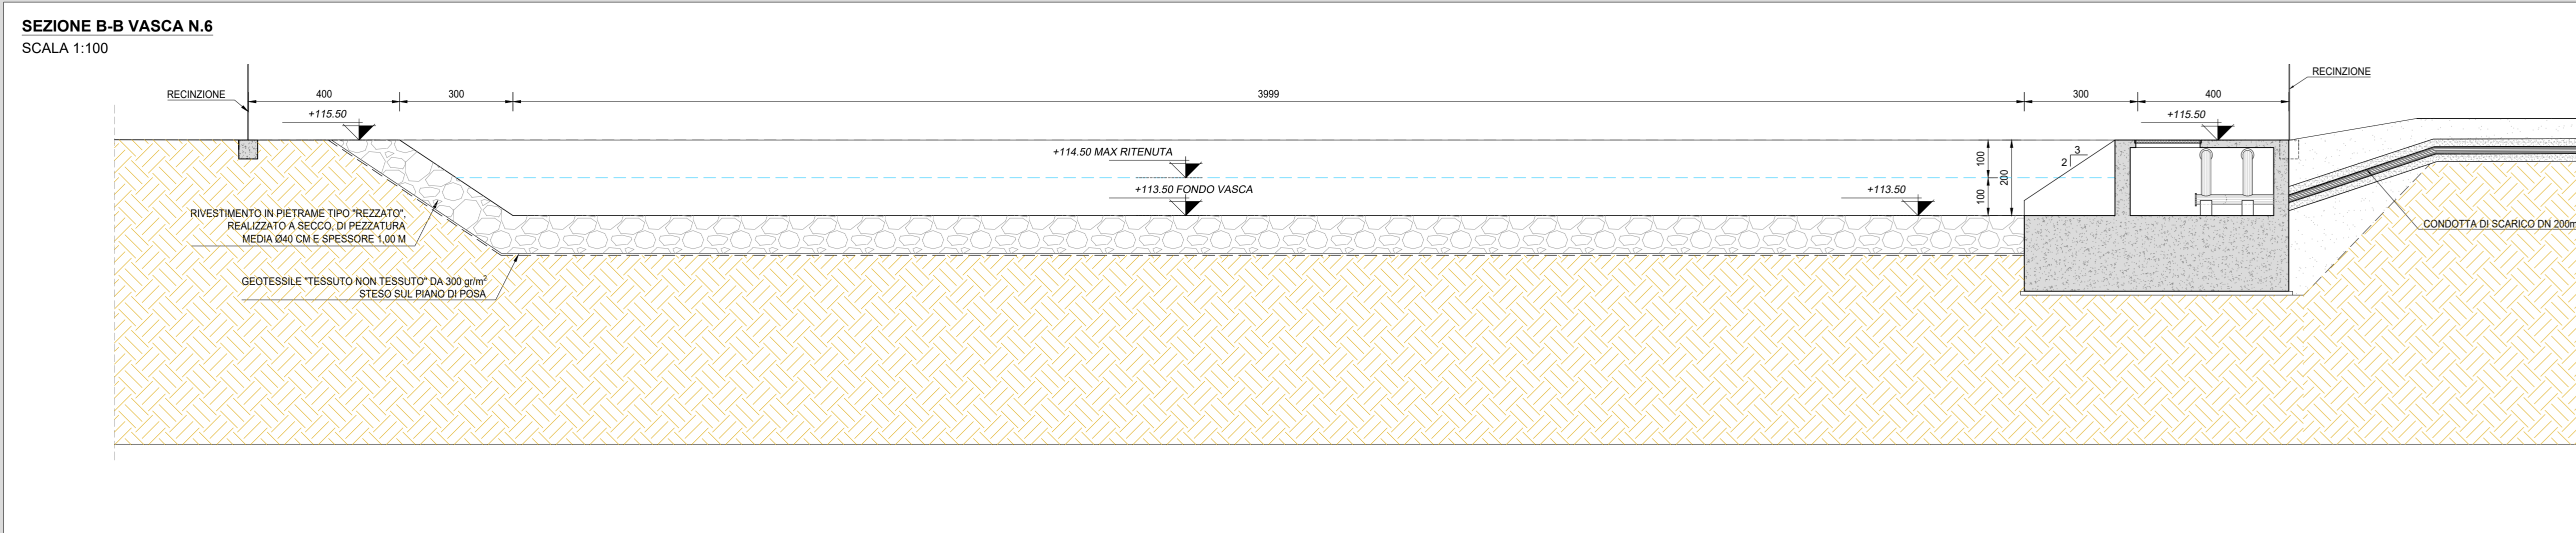 SEZIONE B-B VASCA N.6
SCALA 1:100
RECINZIONE
RECINZIONE
400
300
3999
300
400
+115.50
+115.50
+114.50 MAX RITENUTA
+113.50 FONDO VASCA
+113.50
100
100
200
3
2
RIVESTIMENTO IN PIETRAME TIPO "REZZATO",
REALIZZATO A SECCO, DI PEZZATURA
MEDIA Ø40 CM E SPESSORE 1,00 M
CONDOTTA DI SCARICO DN 200m
GEOTESSILE "TESSUTO NON TESSUTO" DA 300 gr/m²
STESO SUL PIANO DI POSA